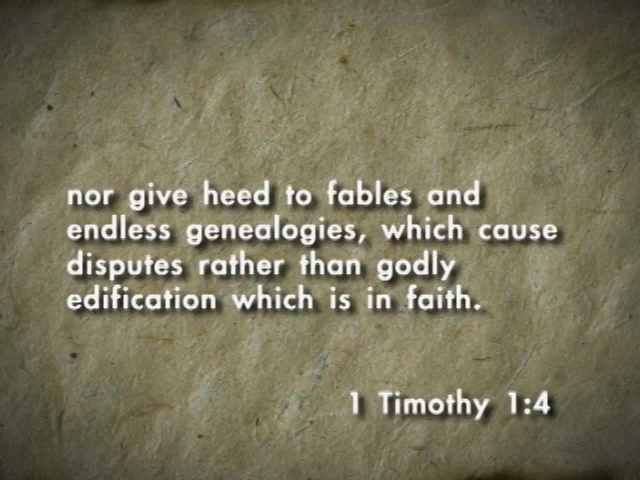 nor give heed to fables and
endless genealogies, which cause
disputes rather than godly
edification which is in faith.
1 Timothy 1:4